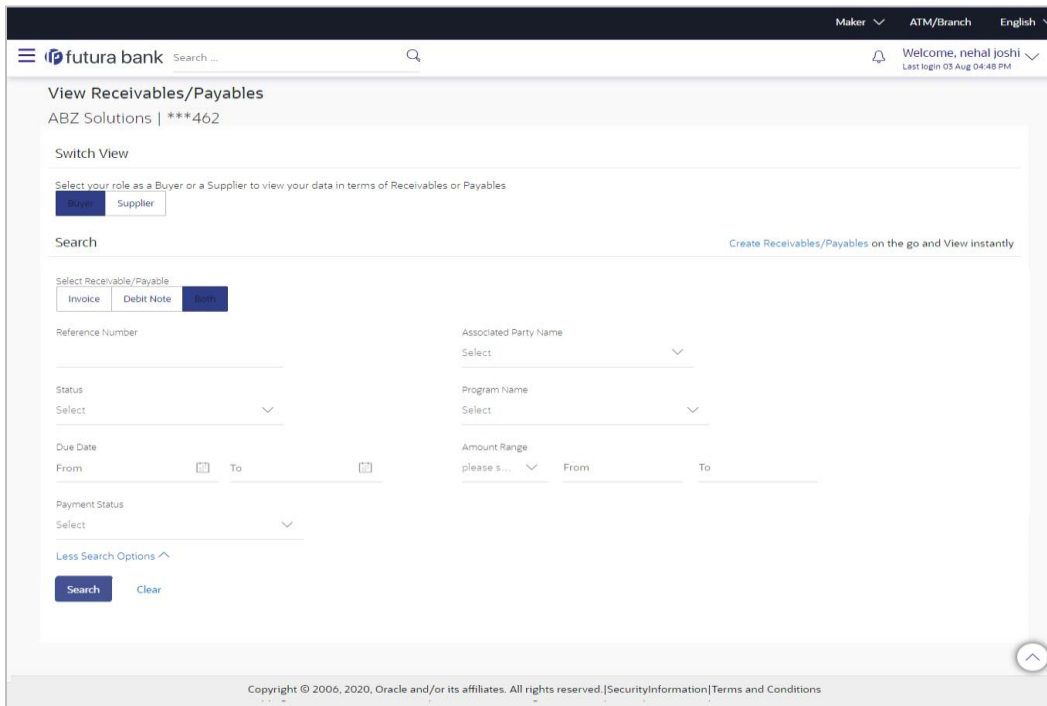 Maker ATM/Branch English
futura bank Search ... Welcome, nehal joshi
Last login 03 Aug 04:48 PM
View Receivables/Payables
ABZ Solutions | ***462
Switch View
Select your role as a Buyer or a Supplier to view your data in terms of Receivables or Payables
Buyer Supplier
Search Create Receivables/Payables on the go and View instantly
Select Receivable/Payable
Invoice Debit Note Both
Reference Number Associated Party Name
Select
Status Program Name
Select Select
Due Date Amount Range
From To please s... From To
Payment Status
Select
Less Search Options
Search Clear
Copyright © 2006, 2020, Oracle and/or its affiliates. All rights reserved.|SecurityInformation|Terms and Conditions